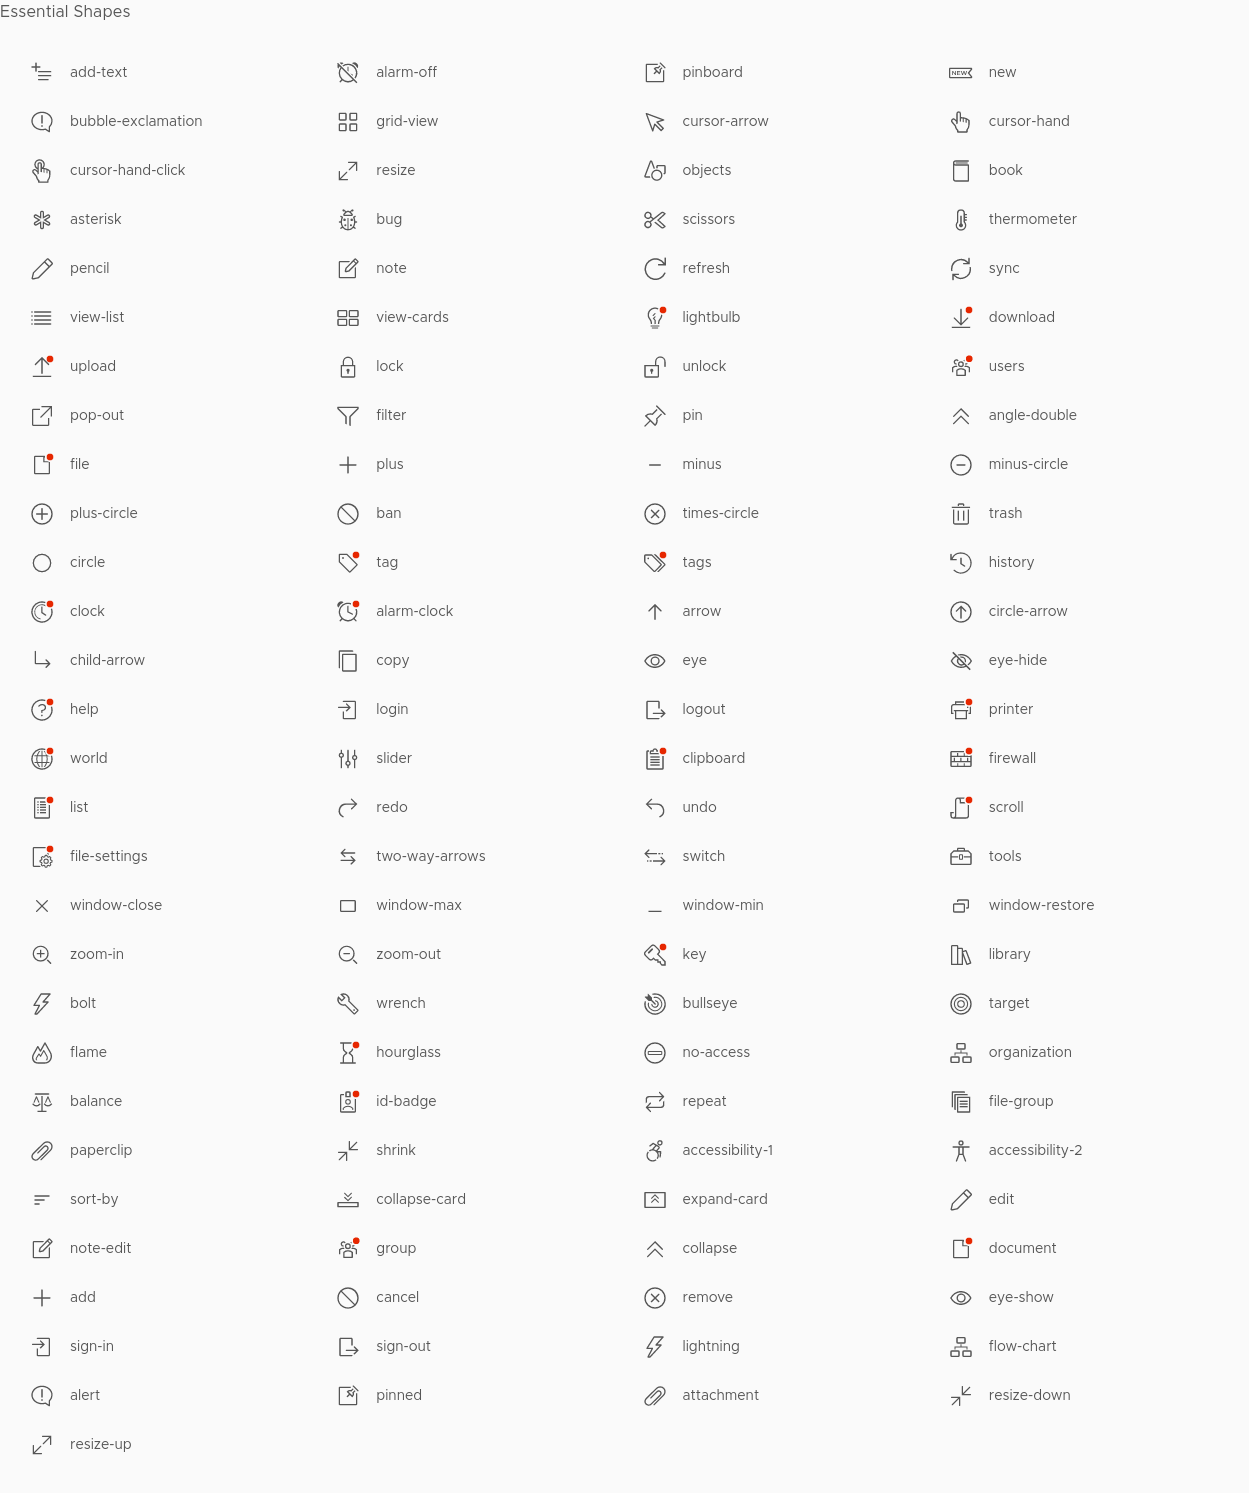 Essential Shapes
add-text alarm-off pinboard NEW new
bubble-exclamation grid-view cursor-arrow cursor-hand
cursor-hand-click resize objects book
asterisk bug scissors thermometer
pencil note refresh sync
view-list view-cards lightbulb download
upload lock unlock users
pop-out filter pin angle-double
file plus minus minus-circle
plus-circle ban times-circle trash
circle tag tags history
clock alarm-clock arrow circle-arrow
child-arrow copy eye eye-hide
help login logout printer
world slider clipboard firewall
list redo undo scroll
file-settings two-way-arrows switch tools
window-close window-max window-min window-restore
zoom-in zoom-out key library
bolt wrench bullseye target
flame hourglass no-access organization
balance id-badge repeat file-group
paperclip shrink accessibility-1 accessibility-2
sort-by collapse-card expand-card edit
note-edit group collapse document
add cancel remove eye-show
sign-in sign-out lightning flow-chart
alert pinned attachment resize-down
resize-up